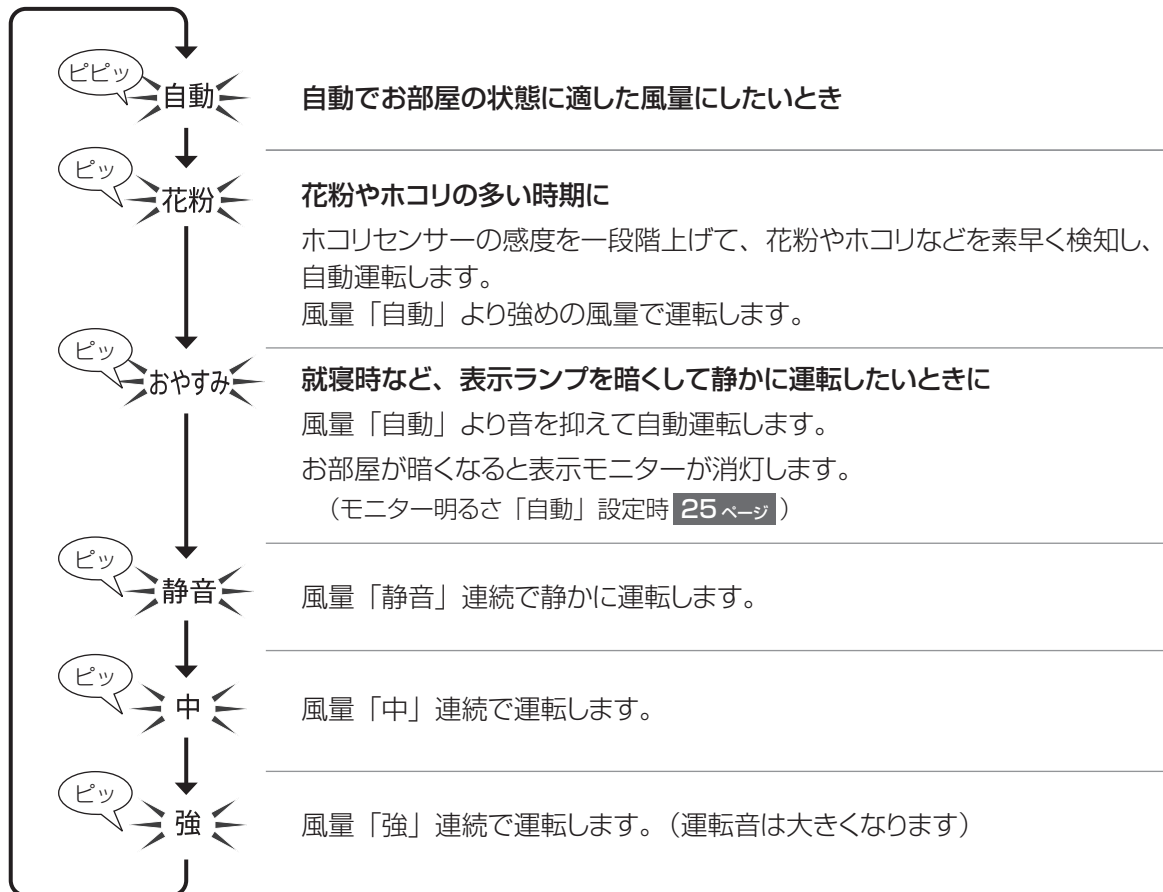 ピピッ
自動
自動でお部屋の状態に適した風量にしたいとき
ピッ
花粉
花粉やホコリの多い時期に
ホコリセンサーの感度を一段階上げて、花粉やホコリなどを素早く検知し、
自動運転します。
風量「自動」より強めの風量で運転します。
ピッ
おやすみ
就寝時など、表示ランプを暗くして静かに運転したいときに
風量「自動」より音を抑えて自動運転します。
お部屋が暗くなると表示モニターが消灯します。
（モニター明るさ「自動」設定時 25ページ）
ピッ
静音
風量「静音」連続で静かに運転します。
ピッ
中
風量「中」連続で運転します。
ピッ
強
風量「強」連続で運転します。（運転音は大きくなります）